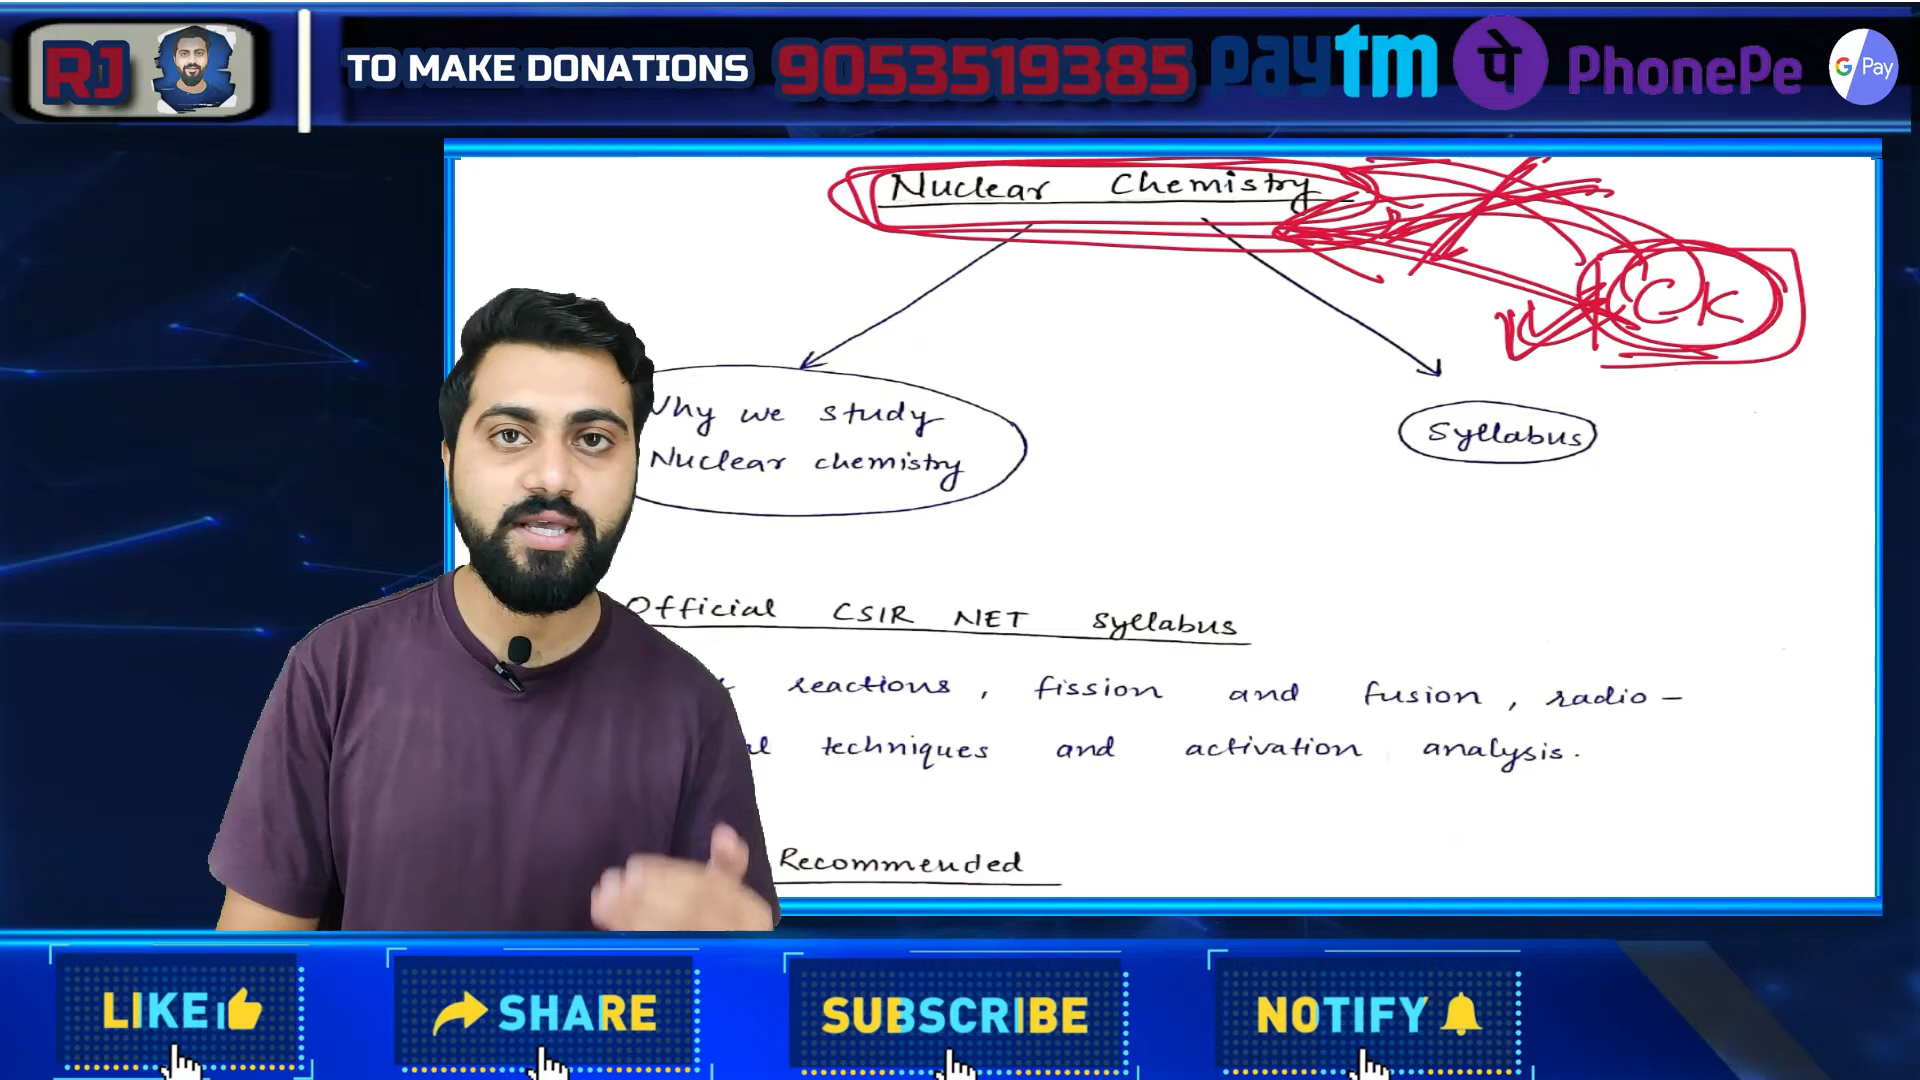 RJ
TO MAKE DONATIONS 9053519385 paytm पे PhonePe G Pay
Nuclear Chemistry
CK
Why we study
Nuclear chemistry
Syllabus
Official CSIR NET Syllabus
reactions, fission and fusion, radio-
techniques and activation analysis.
Recommended
LIKE SHARE SUBSCRIBE NOTIFY